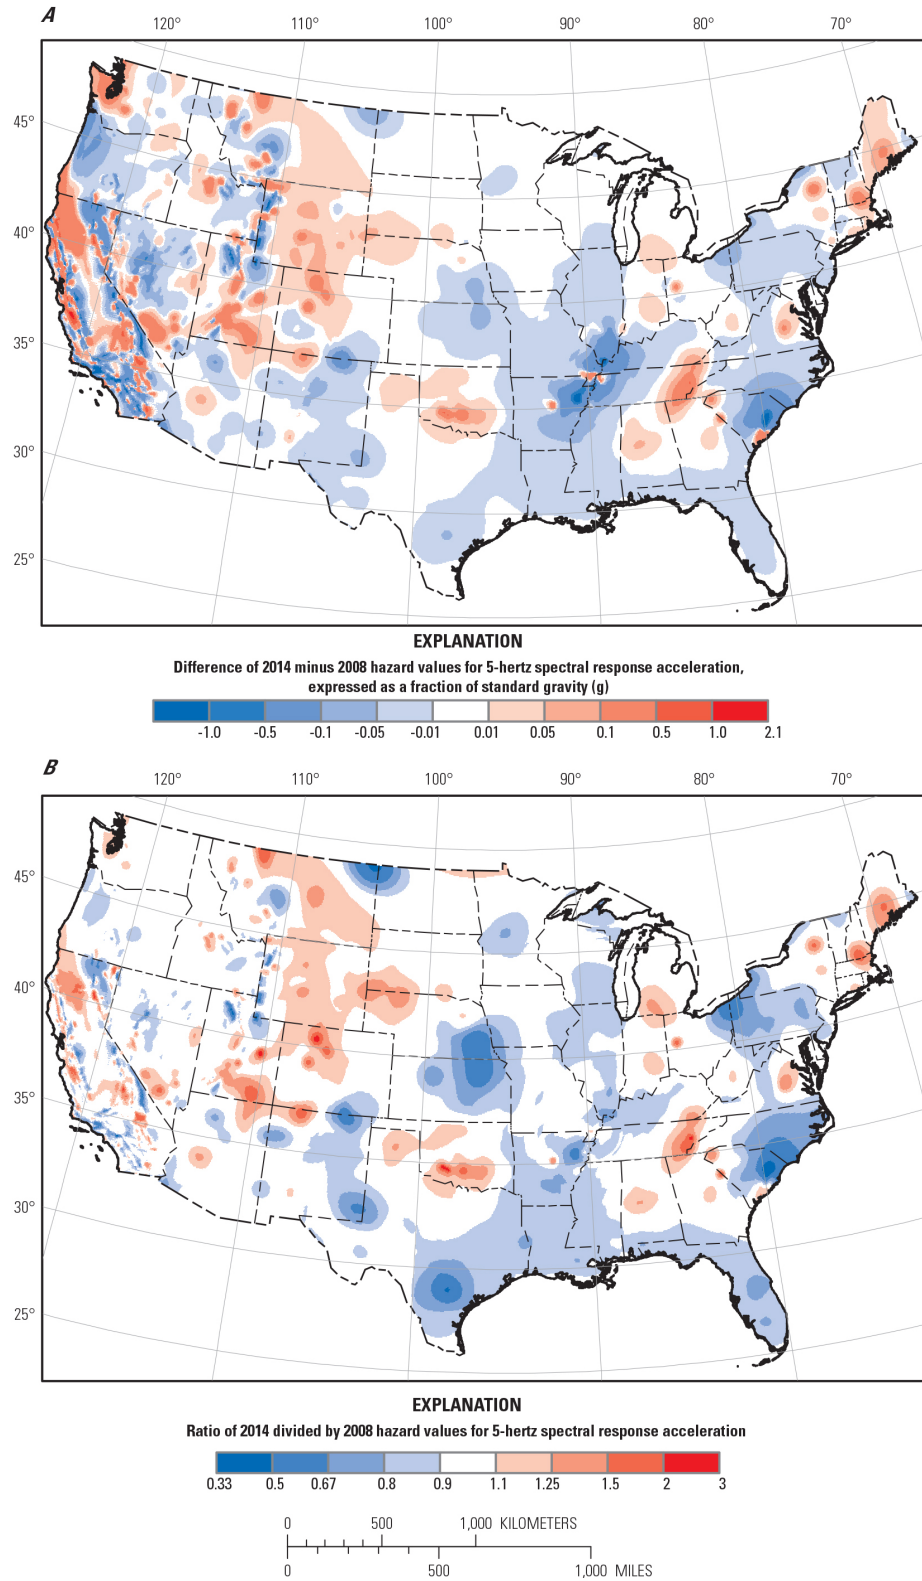 A
120° 110° 100° 90° 80° 70°
45°
40°
35°
30°
25°
EXPLANATION
Difference of 2014 minus 2008 hazard values for 5-hertz spectral response acceleration,
expressed as a fraction of standard gravity (g)
-1.0 -0.5 -0.1 -0.05 -0.01 0.01 0.05 0.1 0.5 1.0 2.1
B
120° 110° 100° 90° 80° 70°
45°
40°
35°
30°
25°
EXPLANATION
Ratio of 2014 divided by 2008 hazard values for 5-hertz spectral response acceleration
0.33 0.5 0.67 0.8 0.9 1.1 1.25 1.5 2 3
0 500 1,000 KILOMETERS
0 500 1,000 MILES